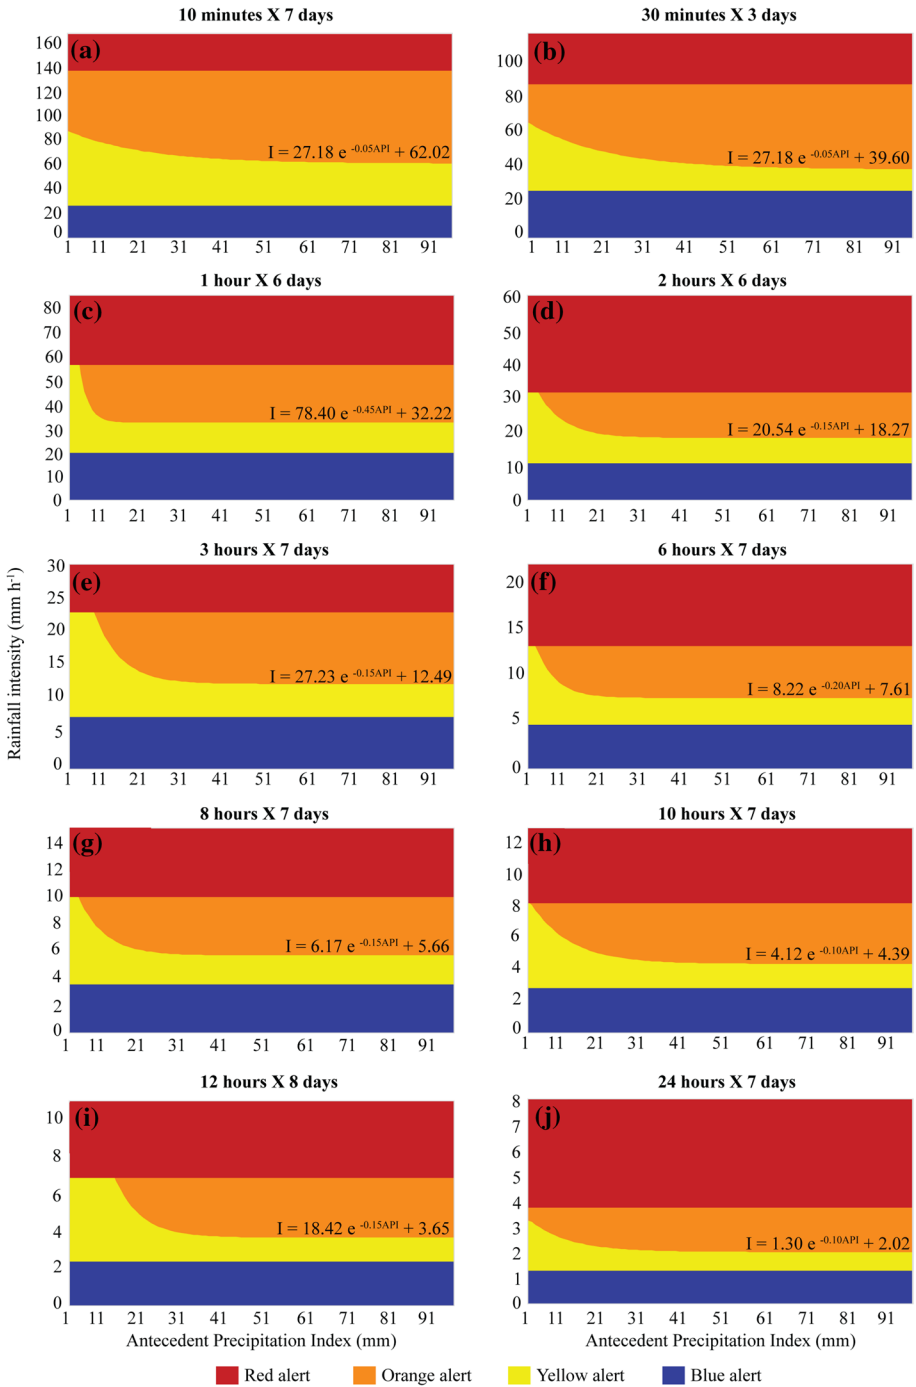 10 minutes X 7 days
30 minutes X 3 days
(a)
160
140
120
100
80
60
40
20
0
I = 27.18 e -0.05API + 62.02
1 11 21 31 41 51 61 71 81 91
(b)
100
80
60
40
20
0
I = 27.18 e -0.05API + 39.60
1 11 21 31 41 51 61 71 81 91
1 hour X 6 days
2 hours X 6 days
(c)
80
70
60
50
40
30
20
10
0
I = 78.40 e -0.45API + 32.22
1 11 21 31 41 51 61 71 81 91
(d)
60
50
40
30
20
10
0
I = 20.54 e -0.15API + 18.27
1 11 21 31 41 51 61 71 81 91
3 hours X 7 days
6 hours X 7 days
Rainfall intensity (mm h-1)
(e)
30
25
20
15
10
5
0
I = 27.23 e -0.15API + 12.49
1 11 21 31 41 51 61 71 81 91
(f)
20
15
10
5
0
I = 8.22 e -0.20API + 7.61
1 11 21 31 41 51 61 71 81 91
8 hours X 7 days
10 hours X 7 days
(g)
14
12
10
8
6
4
2
0
I = 6.17 e -0.15API + 5.66
1 11 21 31 41 51 61 71 81 91
(h)
12
10
8
6
4
2
0
I = 4.12 e -0.10API + 4.39
1 11 21 31 41 51 61 71 81 91
12 hours X 8 days
24 hours X 7 days
(i)
10
8
6
4
2
0
I = 18.42 e -0.15API + 3.65
1 11 21 31 41 51 61 71 81 91
Antecedent Precipitation Index (mm)
(j)
8
7
6
5
4
3
2
1
0
I = 1.30 e -0.10API + 2.02
1 11 21 31 41 51 61 71 81 91
Antecedent Precipitation Index (mm)
Red alert
Orange alert
Yellow alert
Blue alert